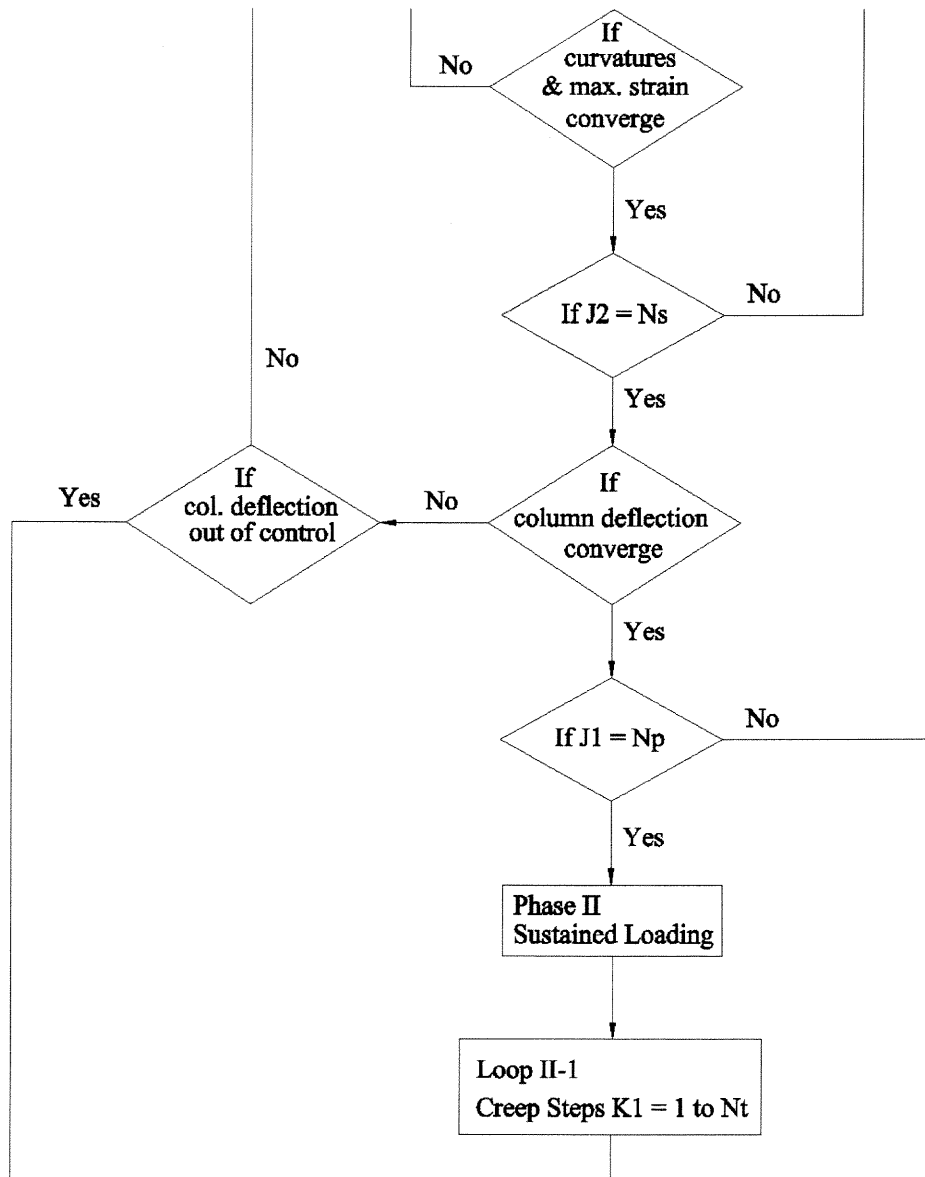 If
curvatures
& max. strain
converge
No
Yes
If J2 = Ns
No
Yes
No
If
column deflection
converge
No
If
col. deflection
out of control
Yes
Yes
If J1 = Np
No
Yes
Phase II
Sustained Loading
Loop II-1
Creep Steps K1 = 1 to Nt